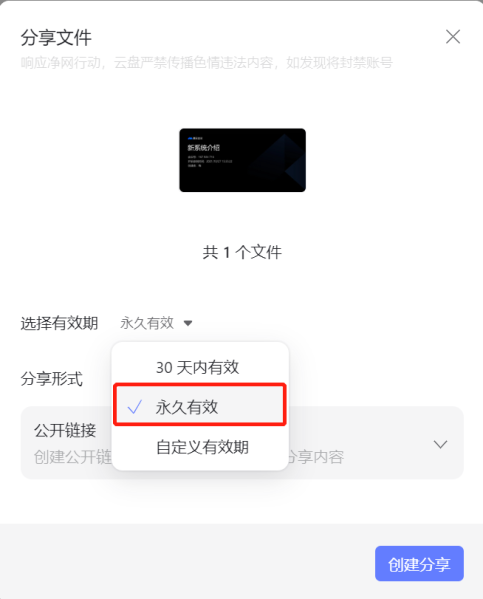 分享文件
响应净网行动，云盘严禁传播色情违法内容，如发现将封禁账号
新系统介绍
共 1 个文件
选择有效期 永久有效
30 天内有效
分享形式
永久有效
公开链接
自定义有效期
创建公开链 分享内容
创建分享